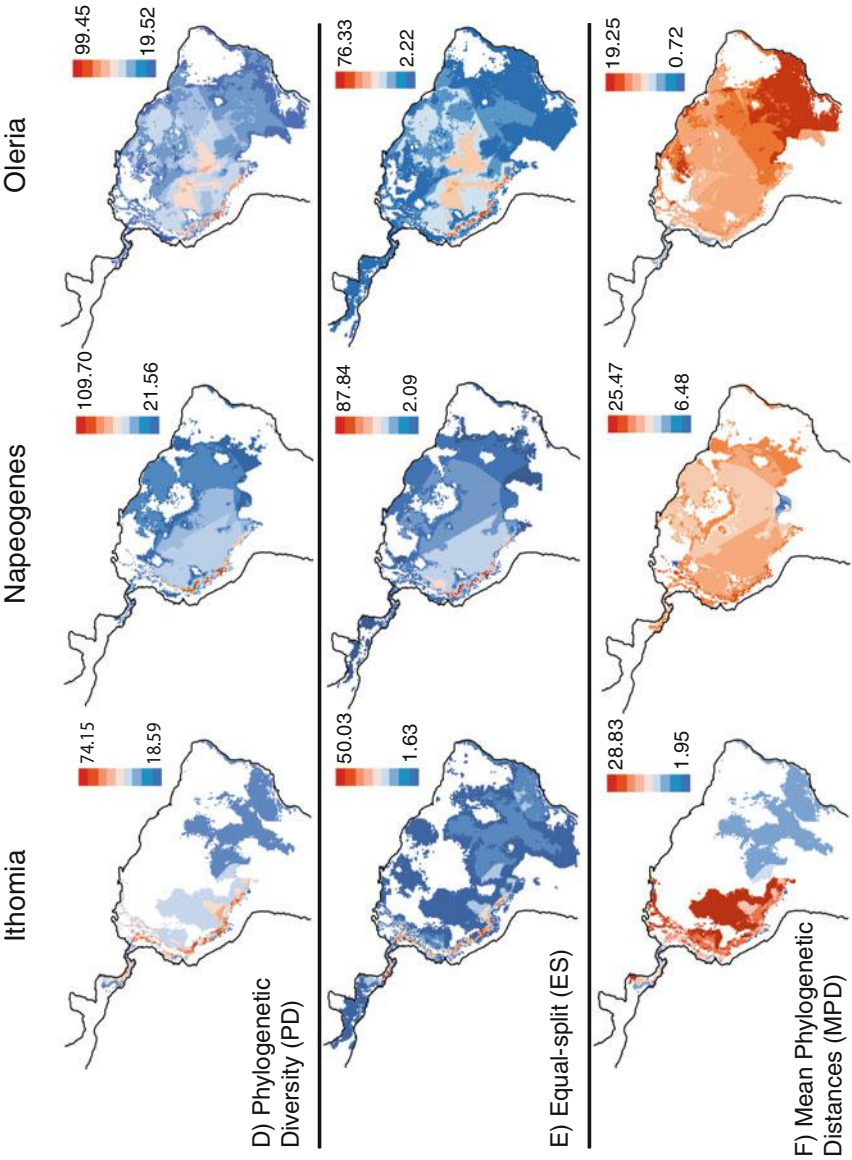 Ithomia
Napeogenes
Oleria
D) Phylogenetic
Diversity (PD)
74.15
18.59
109.70
21.56
99.45
19.52
E) Equal-split (ES)
50.03
1.63
87.84
2.09
76.33
2.22
F) Mean Phylogenetic
Distances (MPD)
28.83
1.95
25.47
6.48
19.25
0.72